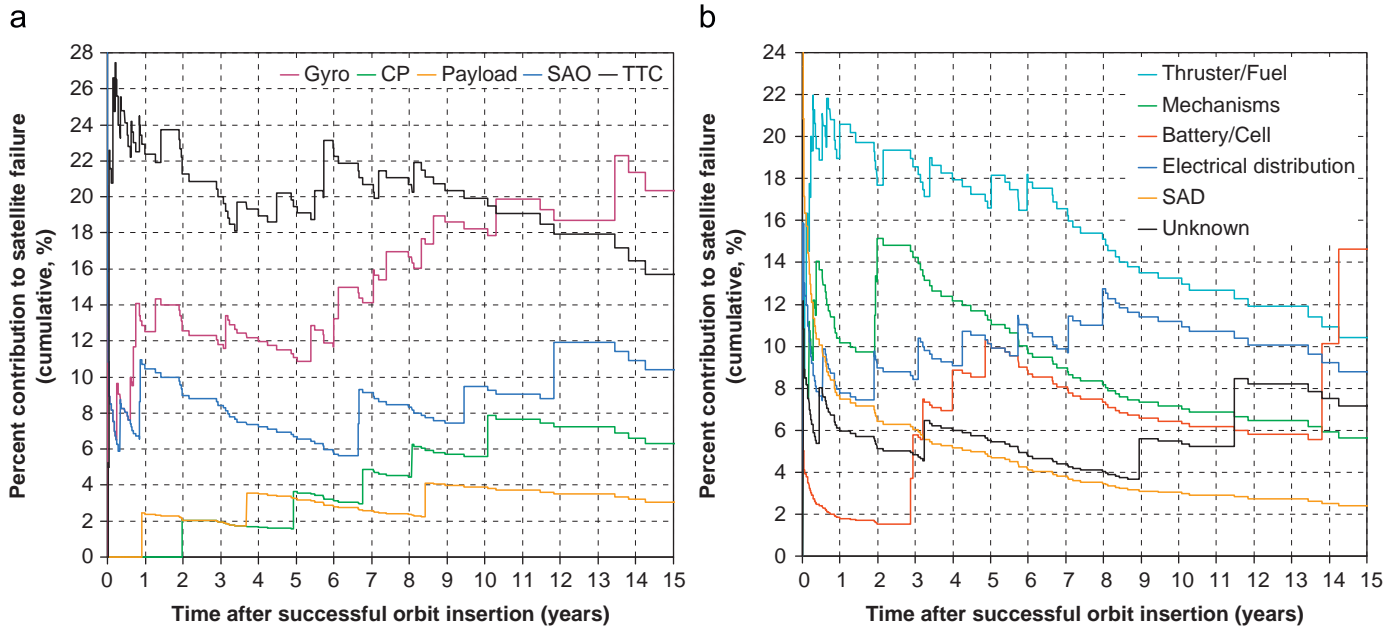 a
28
26
24
22
20
18
16
14
12
10
8
6
4
2
0
Percent contribution to satellite failure
(cumulative, %)
Gyro CP Payload SAO TTC
0 1 2 3 4 5 6 7 8 9 10 11 12 13 14 15
Time after successful orbit insertion (years)
b
24
22
20
18
16
14
12
10
8
6
4
2
0
Percent contribution to satellite failure
(cumulative, %)
Thruster/Fuel
Mechanisms
Battery/Cell
Electrical distribution
SAD
Unknown
0 1 2 3 4 5 6 7 8 9 10 11 12 13 14 15
Time after successful orbit insertion (years)